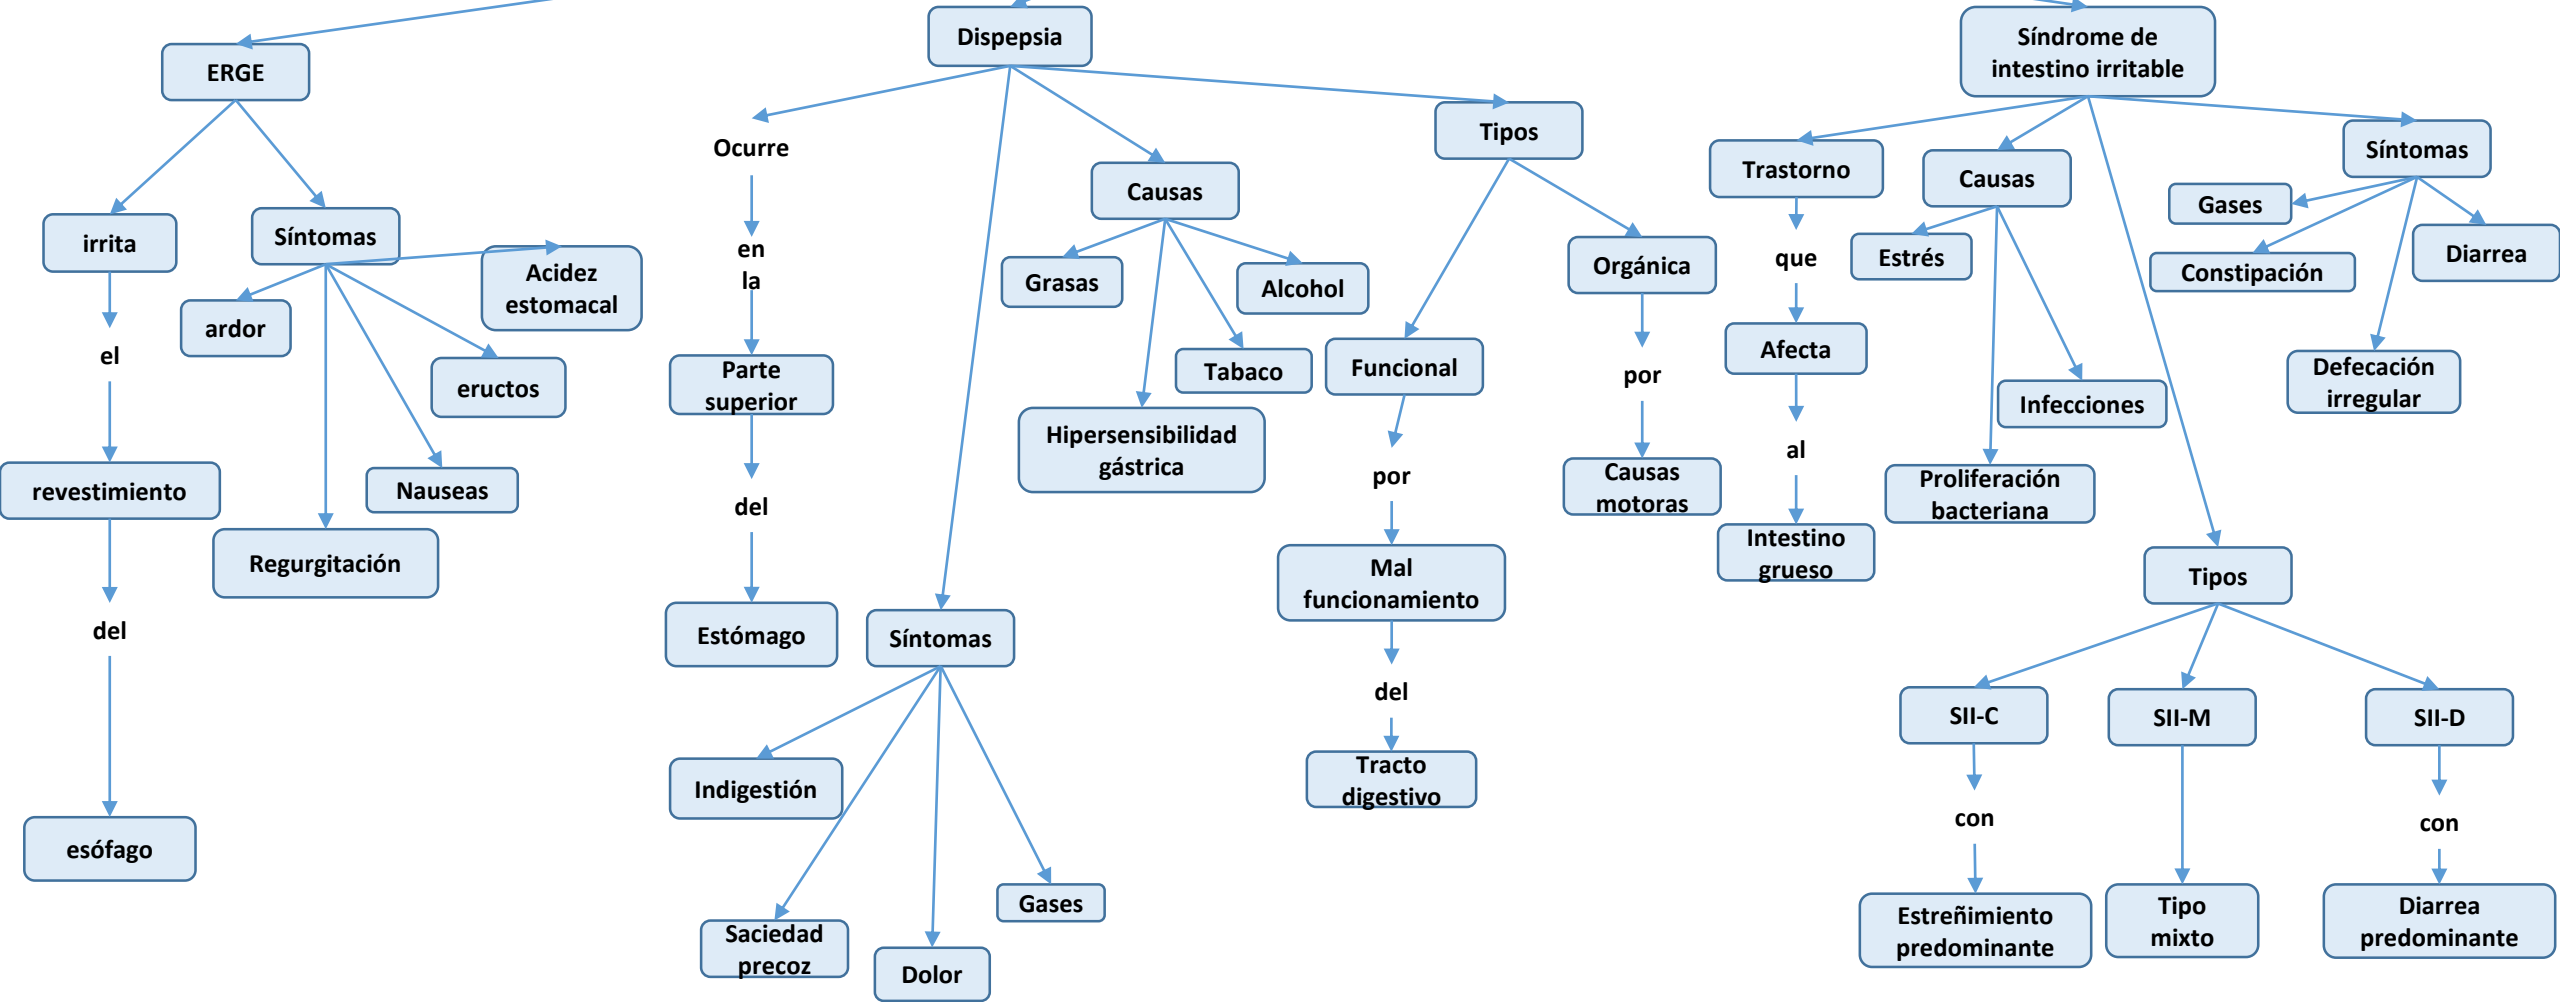 ERGE
irrita
el
revestimiento
del
esófago
Síntomas
ardor
Regurgitación
Nauseas
eructos
Acidez
estomacal
Dispepsia
Ocurre
en
la
Parte
superior
del
Estómago
Síntomas
Indigestión
Saciedad
precoz
Dolor
Gases
Causas
Grasas
Hipersensibilidad
gástrica
Tabaco
Alcohol
Tipos
Funcional
por
Mal
funcionamiento
del
Tracto
digestivo
Orgánica
por
Causas
motoras
Síndrome de
intestino irritable
Trastorno
que
Afecta
al
Intestino
grueso
Causas
Estrés
Proliferación
bacteriana
Infecciones
Tipos
SII-C
con
Estreñimiento
predominante
SII-M
Tipo
mixto
SII-D
con
Diarrea
predominante
Síntomas
Gases
Constipación
Defecación
irregular
Diarrea